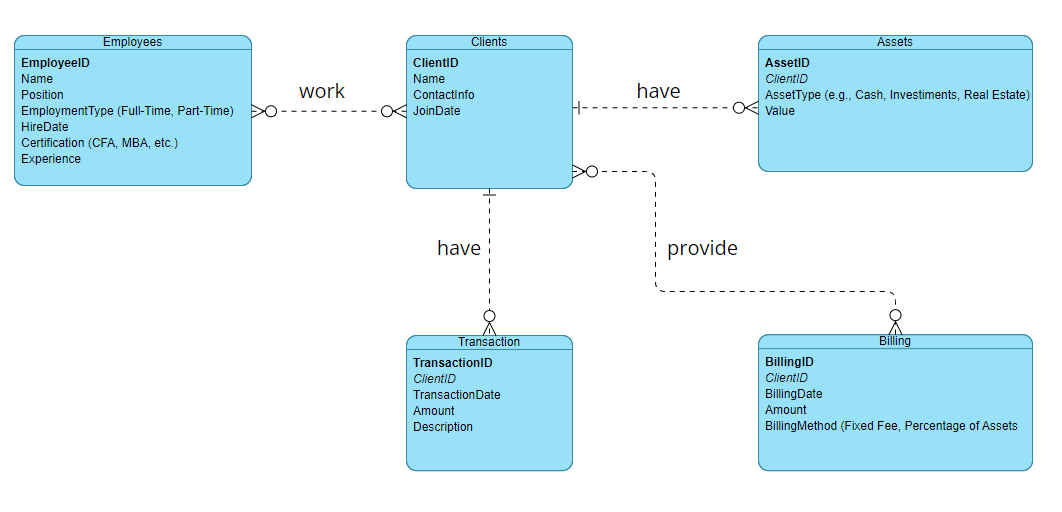 Employees
EmployeeID
Name
Position
EmploymentType (Full-Time, Part-Time)
HireDate
Certification (CFA, MBA, etc.)
Experience
work
Clients
ClientID
Name
ContactInfo
JoinDate
have
Assets
AssetID
ClientID
AssetType (e.g., Cash, Investments, Real Estate)
Value
have
provide
Transaction
TransactionID
ClientID
TransactionDate
Amount
Description
Billing
BillingID
ClientID
BillingDate
Amount
BillingMethod (Fixed Fee, Percentage of Assets